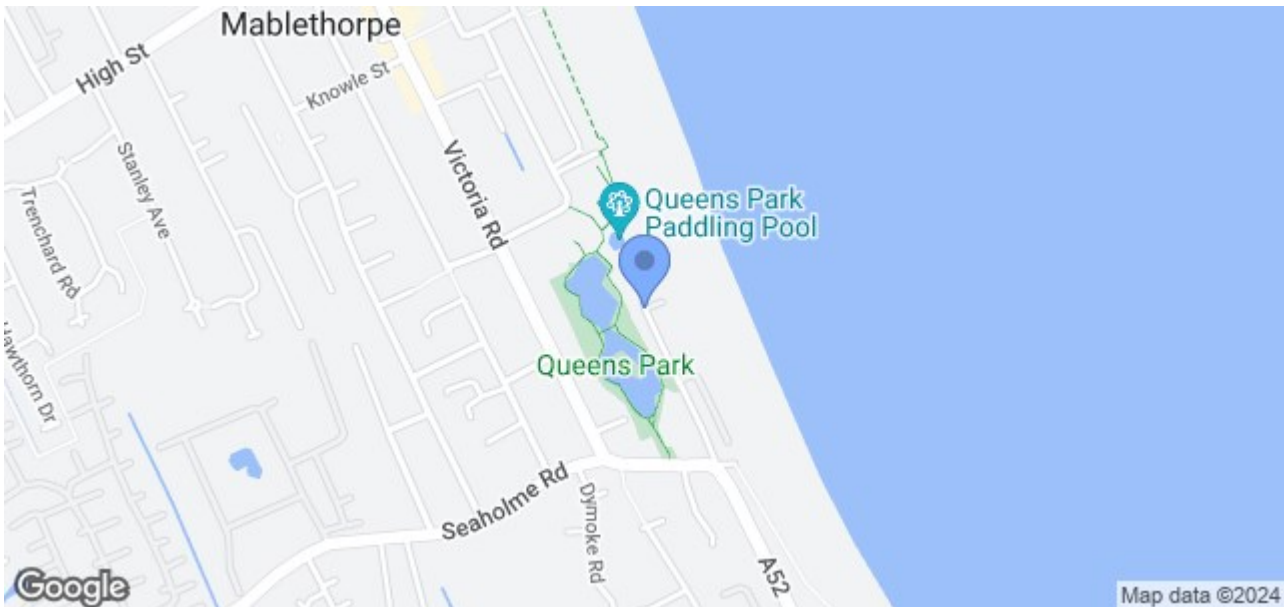 Mablethorpe
High St
Knowle St
Stanley Ave
Victoria Rd
Trenchard Rd
Queens Park
Paddling Pool
Hawthorn Dr
Queens Park
Seaholme Rd
Dymoke Rd
A52
Google
Map data ©2024